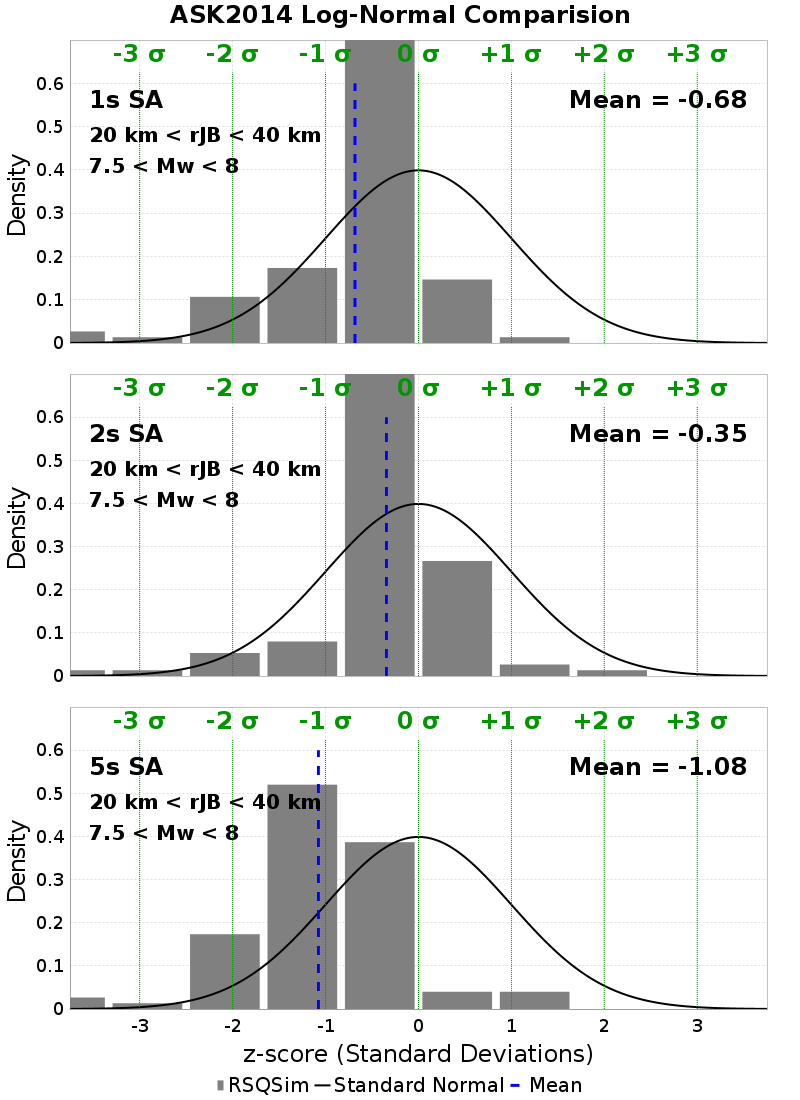 ASK2014 Log-Normal Comparision
-3 σ -2 σ -1 σ 0 σ +1 σ +2 σ +3 σ
1s SA Mean = -0.68
20 km < rJB < 40 km
7.5 < Mw < 8
Density
0.6
0.5
0.4
0.3
0.2
0.1
0
-3 σ -2 σ -1 σ 0 σ +1 σ +2 σ +3 σ
2s SA Mean = -0.35
20 km < rJB < 40 km
7.5 < Mw < 8
Density
0.6
0.5
0.4
0.3
0.2
0.1
0
-3 σ -2 σ -1 σ 0 σ +1 σ +2 σ +3 σ
5s SA Mean = -1.08
20 km < rJB < 40 km
7.5 < Mw < 8
Density
0.6
0.5
0.4
0.3
0.2
0.1
0
-3 -2 -1 0 1 2 3
z-score (Standard Deviations)
RSQSim Standard Normal Mean